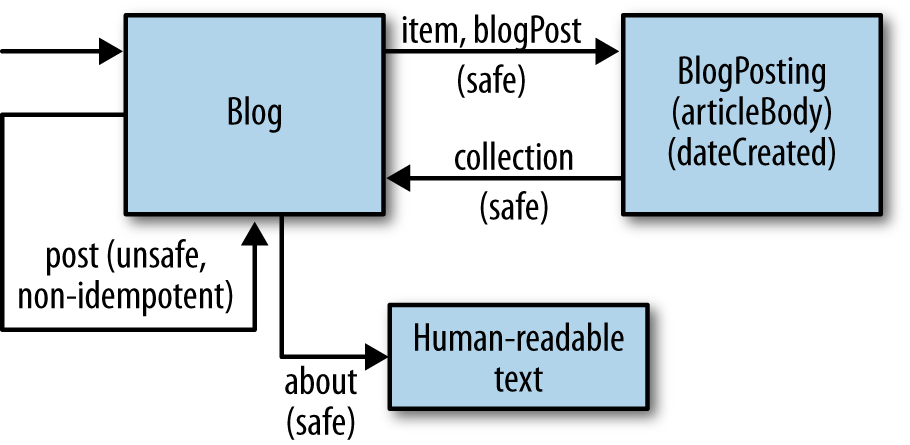 item, blogPost
(safe)
Blog
BlogPosting
(articleBody)
(dateCreated)
collection
(safe)
post (unsafe,
non-idempotent)
Human-readable
text
about
(safe)